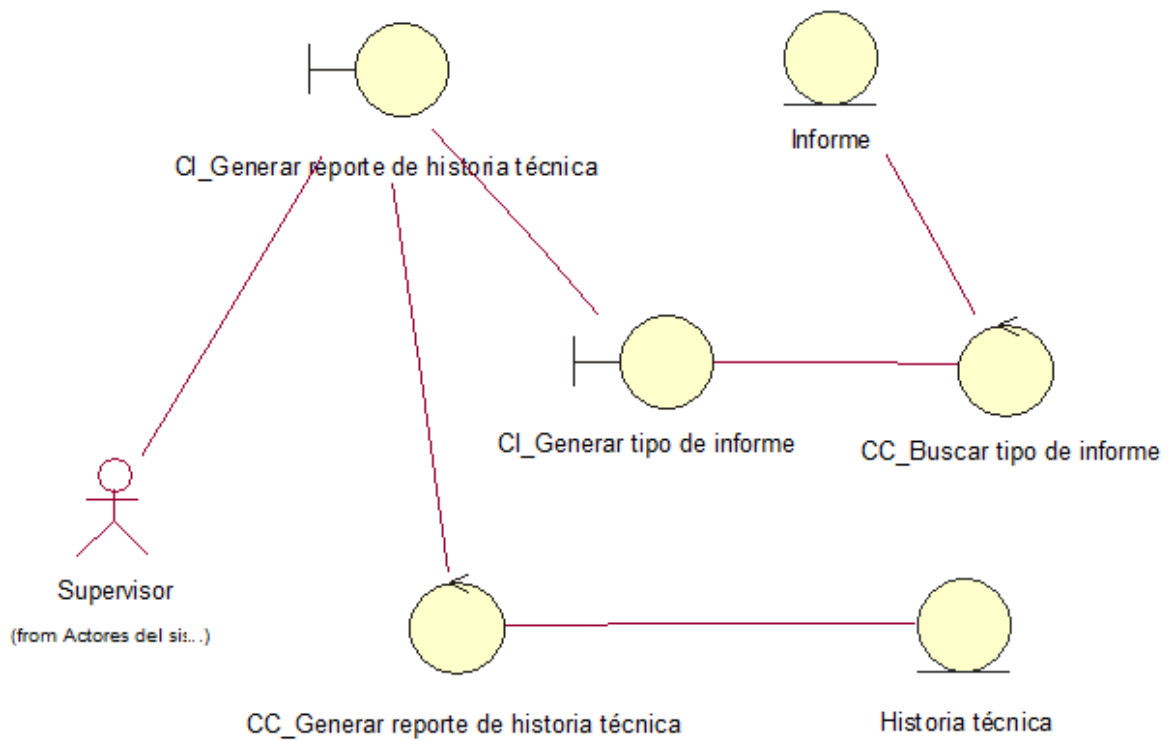 CI_Generar reporte de historia técnica
Informe
CI_Generar tipo de informe
CC_Buscar tipo de informe
Supervisor
(from Actores del sis...)
CC_Generar reporte de historia técnica
Historia técnica